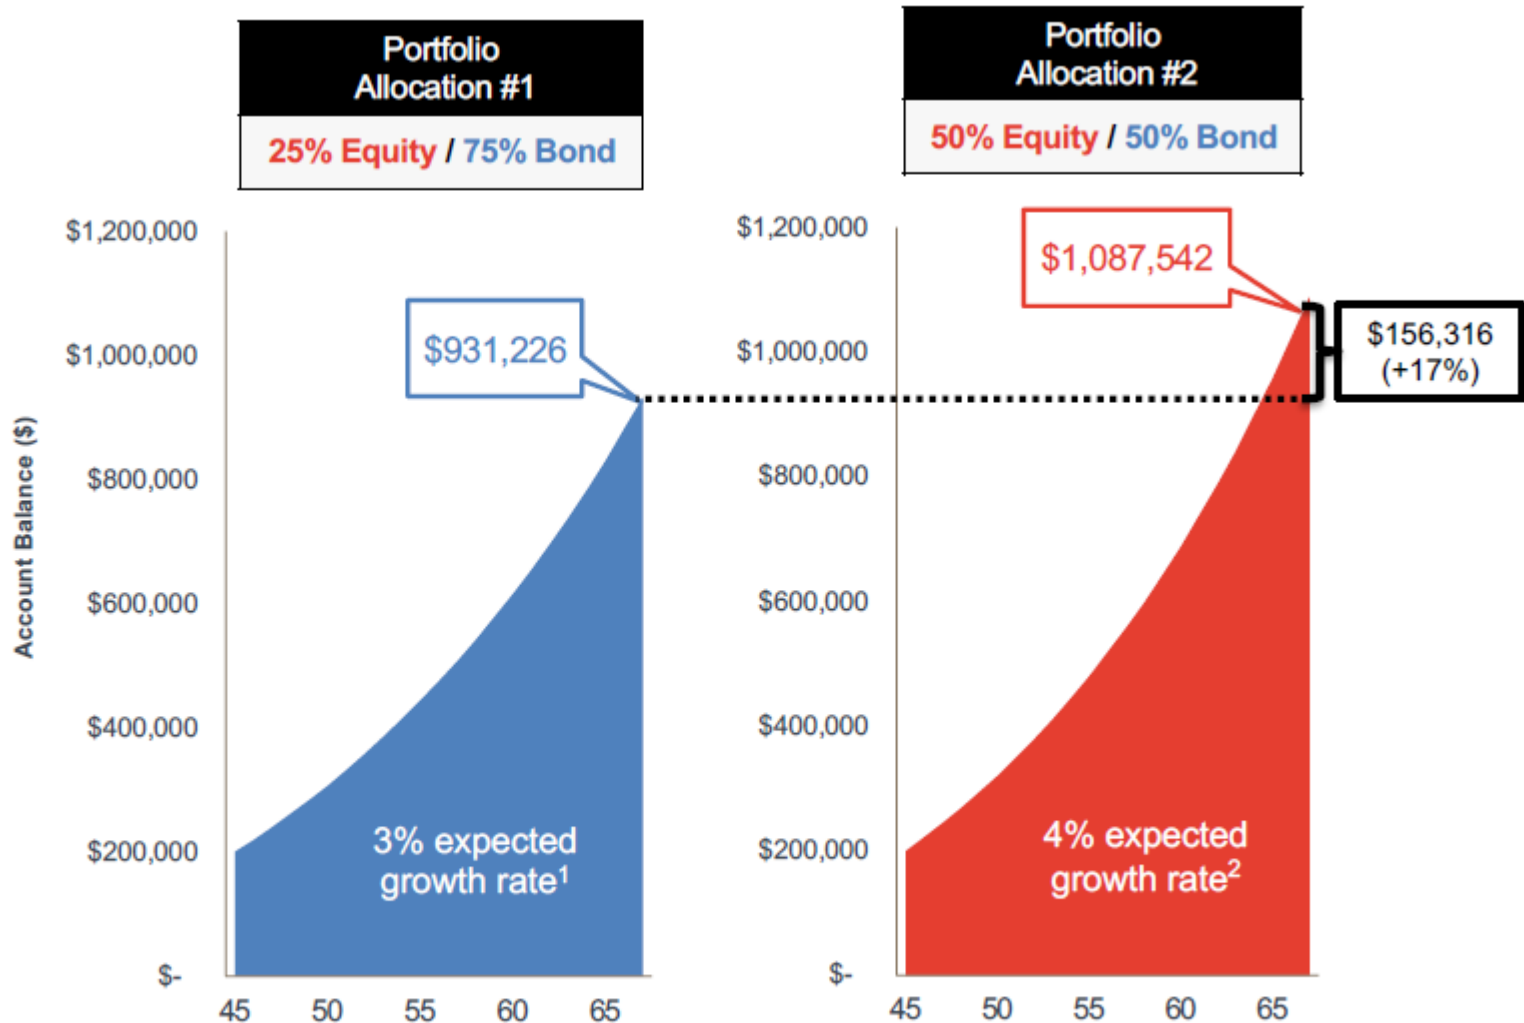 Portfolio
Allocation #1
25% Equity / 75% Bond
Portfolio
Allocation #2
50% Equity / 50% Bond
Account Balance ($)
$1,200,000
$1,000,000
$800,000
$600,000
$400,000
$200,000
$-
$931,226
3% expected
growth rate¹
45 50 55 60 65
$1,200,000
$1,000,000
$800,000
$600,000
$400,000
$200,000
$-
$1,087,542
$156,316
(+17%)
4% expected
growth rate²
45 50 55 60 65